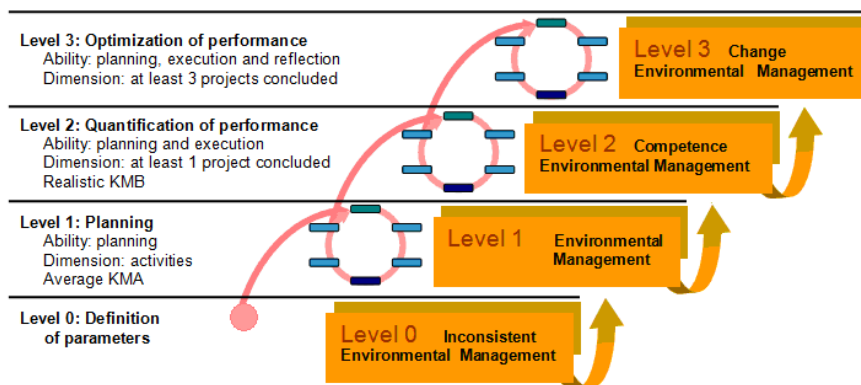 Level 3: Optimization of performance
Ability: planning, execution and reflection
Dimension: at least 3 projects concluded
Level 3 Change
Environmental Management
Level 2: Quantification of performance
Ability: planning and execution
Dimension: at least 1 project concluded
Realistic KMB
Level 2 Competence
Environmental Management
Level 1: Planning
Ability: planning
Dimension: activities
Average KMA
Level 1 Environmental
Management
Level 0: Definition
of parameters
Level 0 Inconsistent
Environmental Management